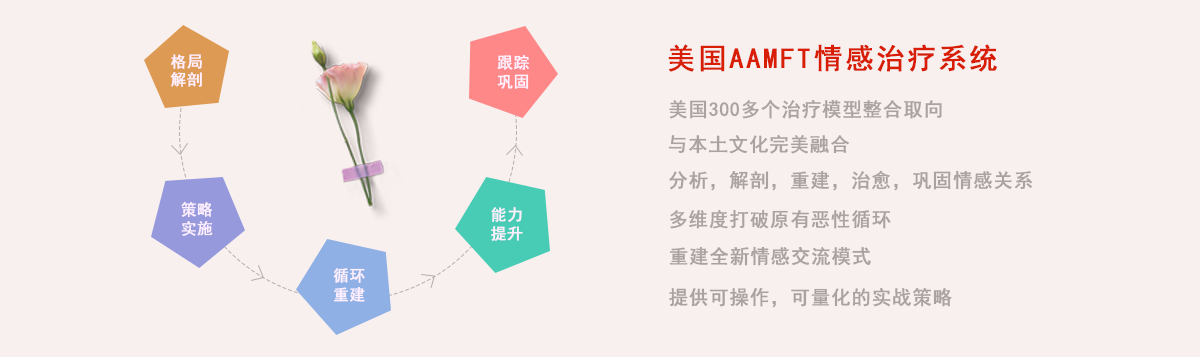 格局
解剖
策略
实施
循环
重建
能力
提升
跟踪
巩固
美国AAMFT情感治疗系统
美国300多个治疗模型整合取向
与本土文化完美融合
分析，解剖，重建，治愈，巩固情感关系
多维度打破原有恶性循环
重建全新情感交流模式
提供可操作，可量化的实战策略